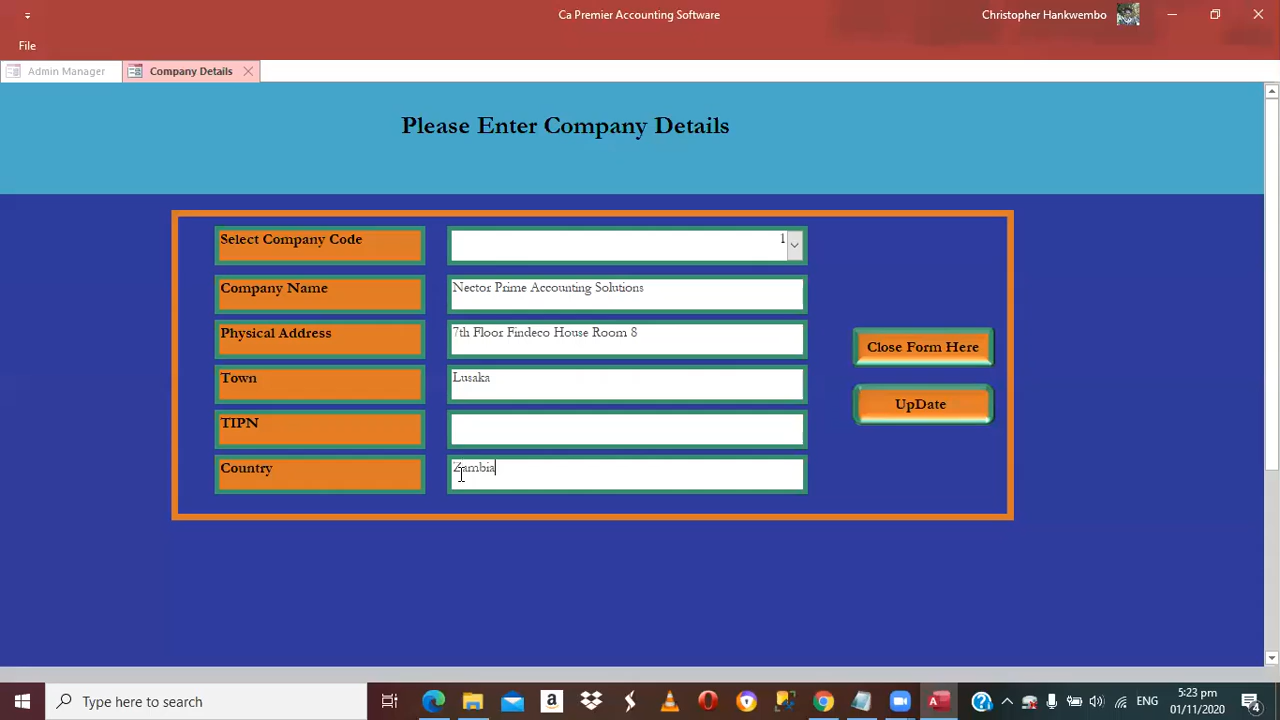 Ca Premier Accounting Software
Christopher Hankwembo
File
Admin Manager
Company Details
Please Enter Company Details
Select Company Code
1
Company Name
Nector Prime Accounting Solutions
Physical Address
7th Floor Findeco House Room 8
Close Form Here
Town
Lusaka
UpDate
TIPN
Country
Zambia
Type here to search
ENG
5:23 pm
01/11/2020
4